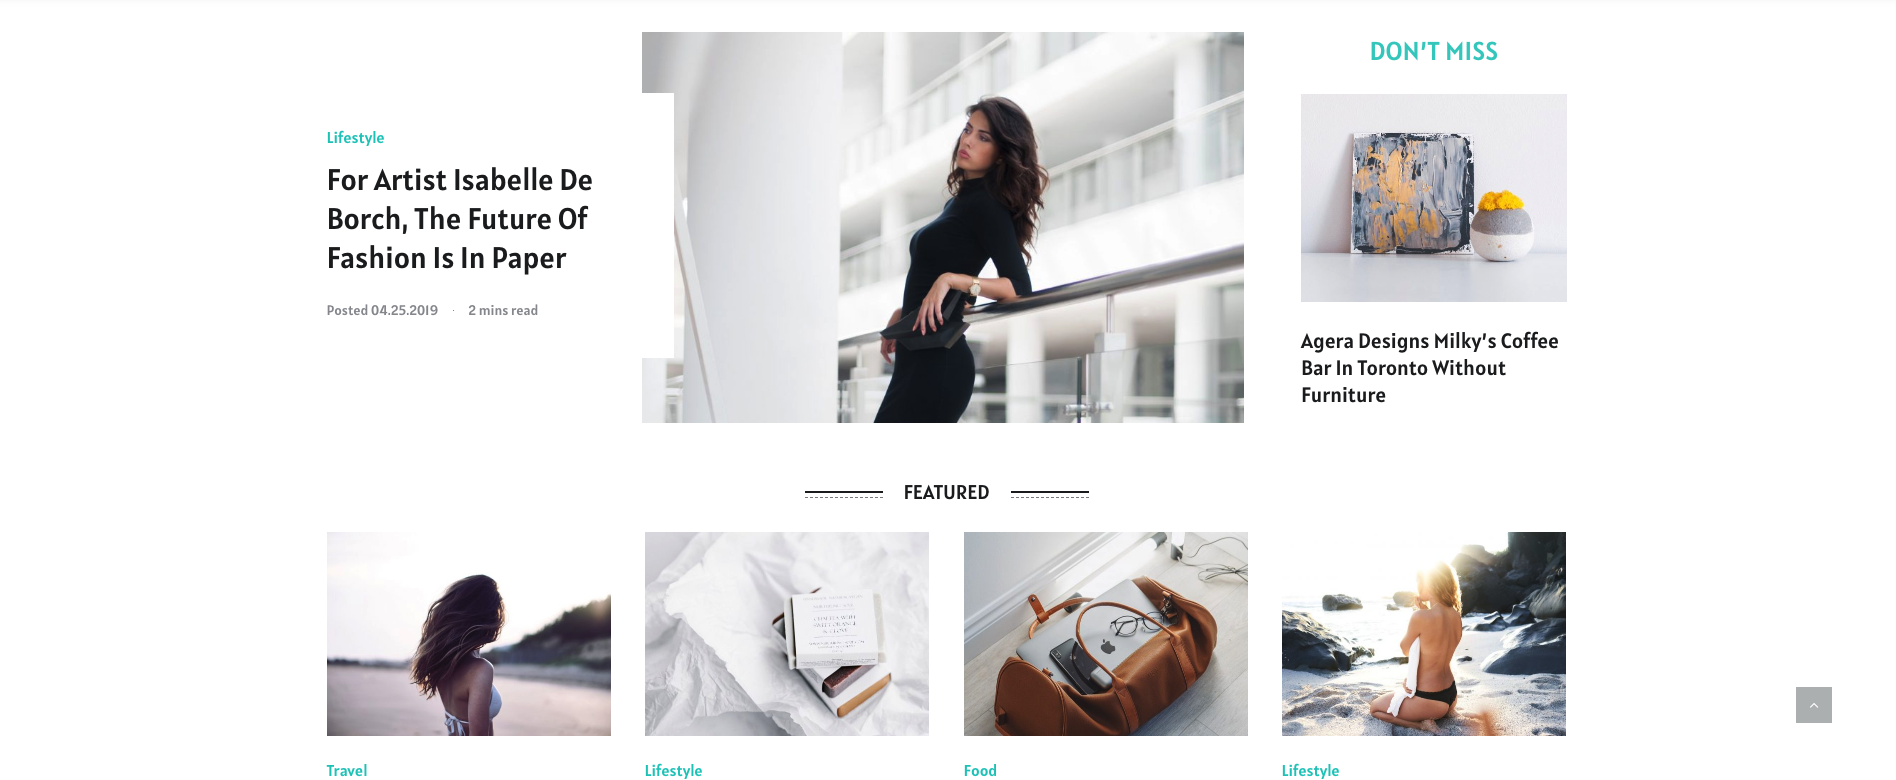 Lifestyle
For Artist Isabelle De
Borch, The Future Of
Fashion Is In Paper
Posted 04.25.2019 · 2 mins read
DON'T MISS
Agera Designs Milky's Coffee
Bar In Toronto Without
Furniture
FEATURED
Travel
Lifestyle
Food
Lifestyle